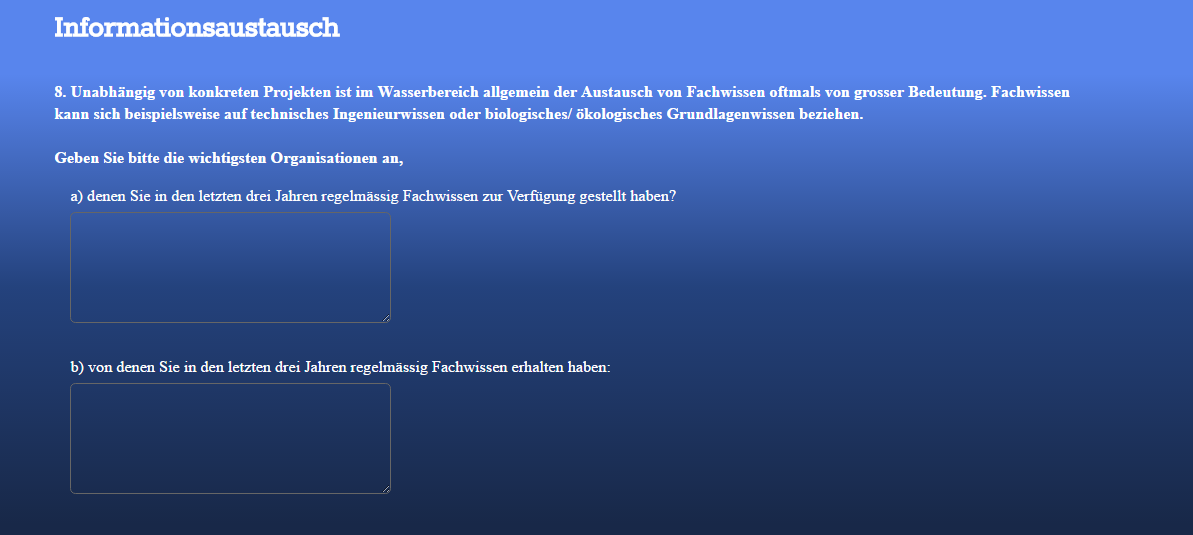 Informationsaustausch
8. Unabhängig von konkreten Projekten ist im Wasserbereich allgemein der Austausch von Fachwissen oftmals von grosser Bedeutung. Fachwissen
kann sich beispielsweise auf technisches Ingenieurwissen oder biologisches/ ökologisches Grundlagenwissen beziehen.
Geben Sie bitte die wichtigsten Organisationen an,
a) denen Sie in den letzten drei Jahren regelmässig Fachwissen zur Verfügung gestellt haben?
b) von denen Sie in den letzten drei Jahren regelmässig Fachwissen erhalten haben: